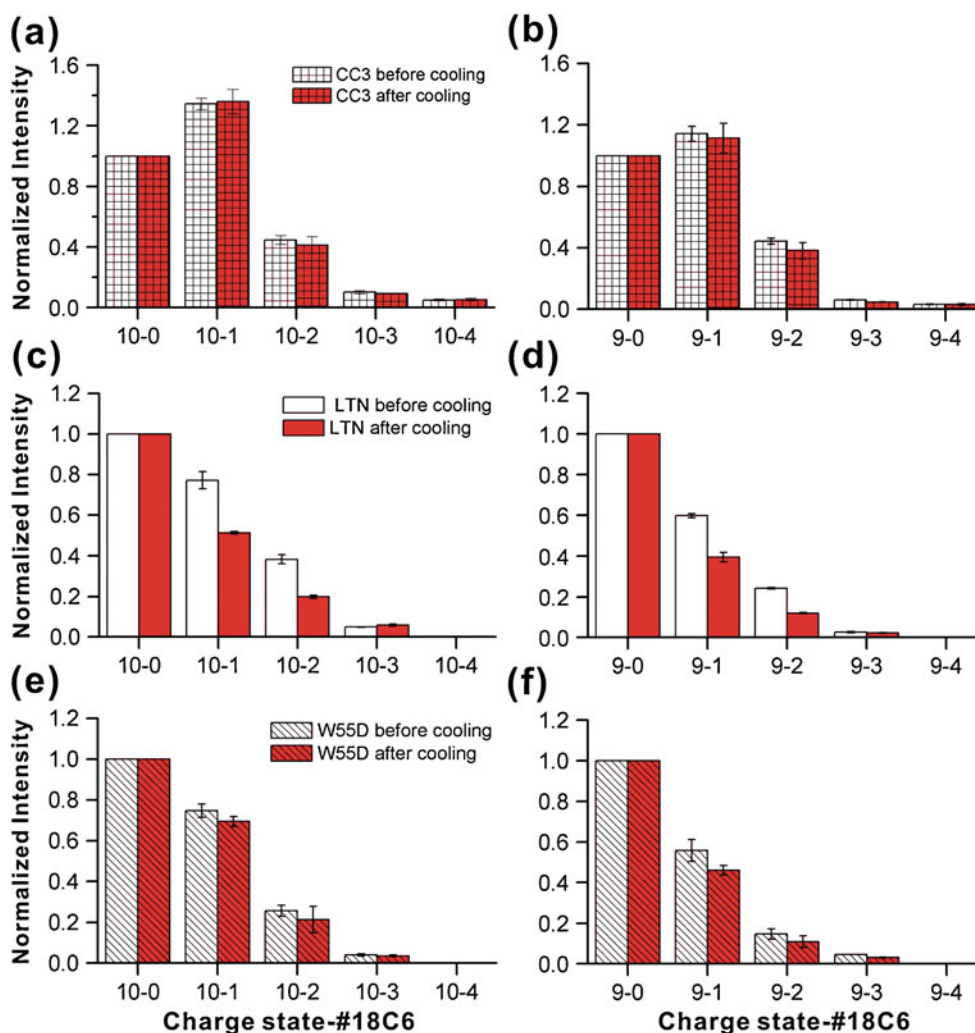 (a)
Normalized Intensity
1.6
1.2
0.8
0.4
0.0
CC3 before cooling
CC3 after cooling
10-0 10-1 10-2 10-3 10-4
(b)
1.6
1.2
0.8
0.4
0.0
9-0 9-1 9-2 9-3 9-4
(c)
Normalized Intensity
1.2
1.0
0.8
0.6
0.4
0.2
0.0
LTN before cooling
LTN after cooling
10-0 10-1 10-2 10-3 10-4
(d)
1.2
1.0
0.8
0.6
0.4
0.2
0.0
9-0 9-1 9-2 9-3 9-4
(e)
Normalized Intensity
1.2
1.0
0.8
0.6
0.4
0.2
0.0
W55D before cooling
W55D after cooling
10-0 10-1 10-2 10-3 10-4
Charge state-#18C6
(f)
1.2
1.0
0.8
0.6
0.4
0.2
0.0
9-0 9-1 9-2 9-3 9-4
Charge state-#18C6